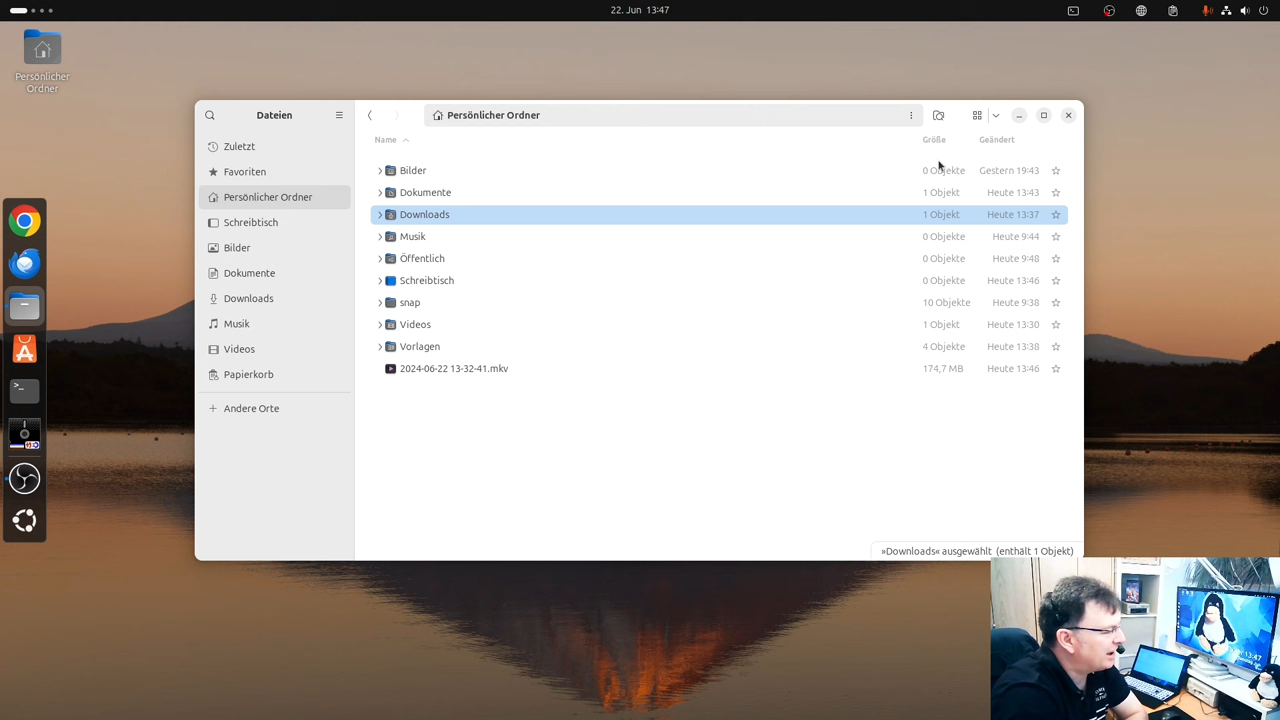 22. Jun 13:47
Persönlicher
Ordner
Dateien
Persönlicher Ordner
Name
Größe
Geändert
Zuletzt
Favoriten
Persönlicher Ordner
Schreibtisch
Bilder
Dokumente
Downloads
Musik
Videos
Papierkorb
Andere Orte
Bilder 0 Objekte Gestern 19:43
Dokumente 1 Objekt Heute 13:43
Downloads 1 Objekt Heute 13:37
Musik 0 Objekte Heute 9:44
Öffentlich 0 Objekte Heute 9:48
Schreibtisch 0 Objekte Heute 13:46
snap 10 Objekte Heute 9:38
Videos 1 Objekt Heute 13:30
Vorlagen 4 Objekte Heute 13:38
2024-06-22 13-32-41.mkv 174,7 MB Heute 13:46
»Downloads« ausgewählt (enthält 1 Objekt)
13:47